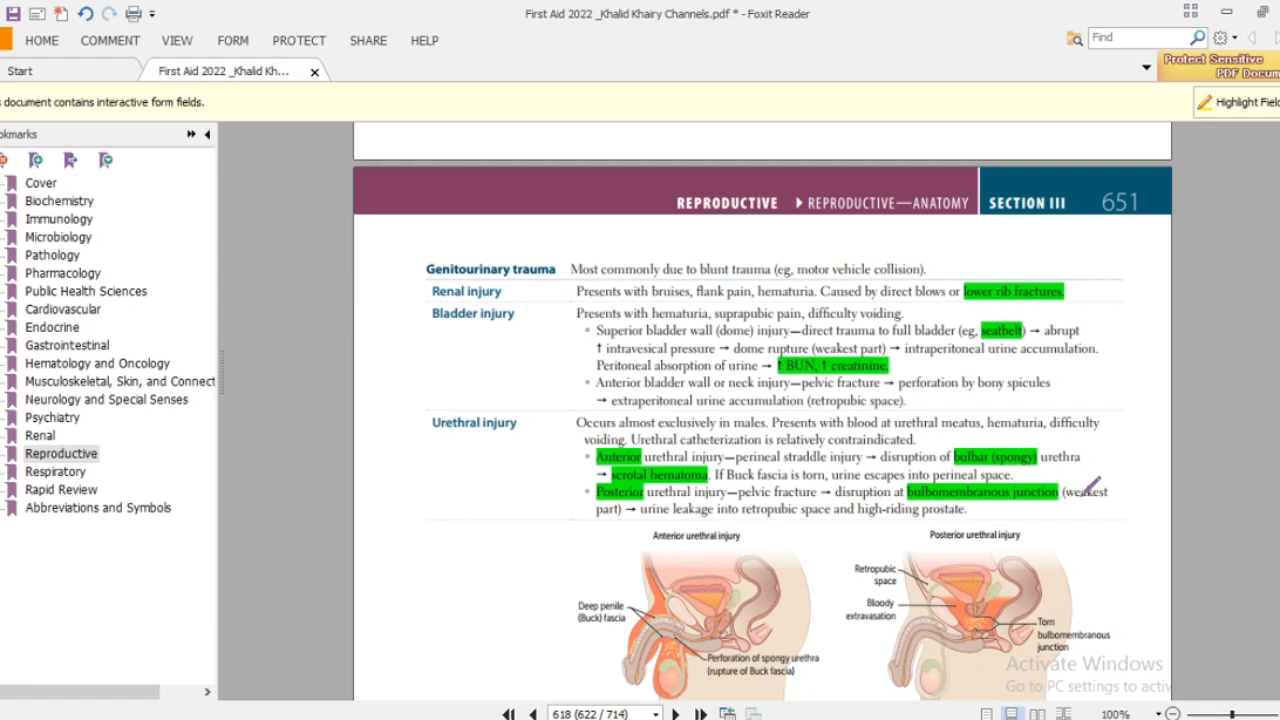 First Aid 2022 _Khalid Khairy Channels.pdf * - Foxit Reader
HOME COMMENT VIEW FORM PROTECT SHARE HELP
Find
Start
First Aid 2022 _Khalid Kh...
Protect Sensitive
PDF Docum
document contains interactive form fields.
Highlight Field
okmarks
Cover
Biochemistry
Immunology
Microbiology
Pathology
Pharmacology
Public Health Sciences
Cardiovascular
Endocrine
Gastrointestinal
Hematology and Oncology
Musculoskeletal, Skin, and Connect
Neurology and Special Senses
Psychiatry
Renal
Reproductive
Respiratory
Rapid Review
Abbreviations and Symbols
REPRODUCTIVE ▶ REPRODUCTIVE—ANATOMY SECTION III 651
Genitourinary trauma Most commonly due to blunt trauma (eg, motor vehicle collision).
Renal injury Presents with bruises, flank pain, hematuria. Caused by direct blows or lower rib fractures.
Bladder injury Presents with hematuria, suprapubic pain, difficulty voiding.
▪ Superior bladder wall (dome) injury—direct trauma to full bladder (eg, seatbelt) → abrupt
↑ intravesical pressure → dome rupture (weakest part) → intraperitoneal urine accumulation.
Peritoneal absorption of urine → ↑ BUN, ↑ creatinine.
▪ Anterior bladder wall or neck injury—pelvic fracture → perforation by bony spicules
→ extraperitoneal urine accumulation (retropubic space).
Urethral injury Occurs almost exclusively in males. Presents with blood at urethral meatus, hematuria, difficulty
voiding. Urethral catheterization is relatively contraindicated.
▪ Anterior urethral injury—perineal straddle injury → disruption of bulbar (spongy) urethra
→ scrotal hematoma. If Buck fascia is torn, urine escapes into perineal space.
▪ Posterior urethral injury—pelvic fracture → disruption at bulbomembranous junction (weakest
part) → urine leakage into retropubic space and high-riding prostate.
Anterior urethral injury
Deep penile
(Buck) fascia
Perforation of spongy urethra
(rupture of Buck fascia)
Posterior urethral injury
Retropubic
space
Bloody
extravasation
Torn
bulbomembranous
junction
Activate Windows
Go to PC settings to activ
618 (622 / 714)
100%